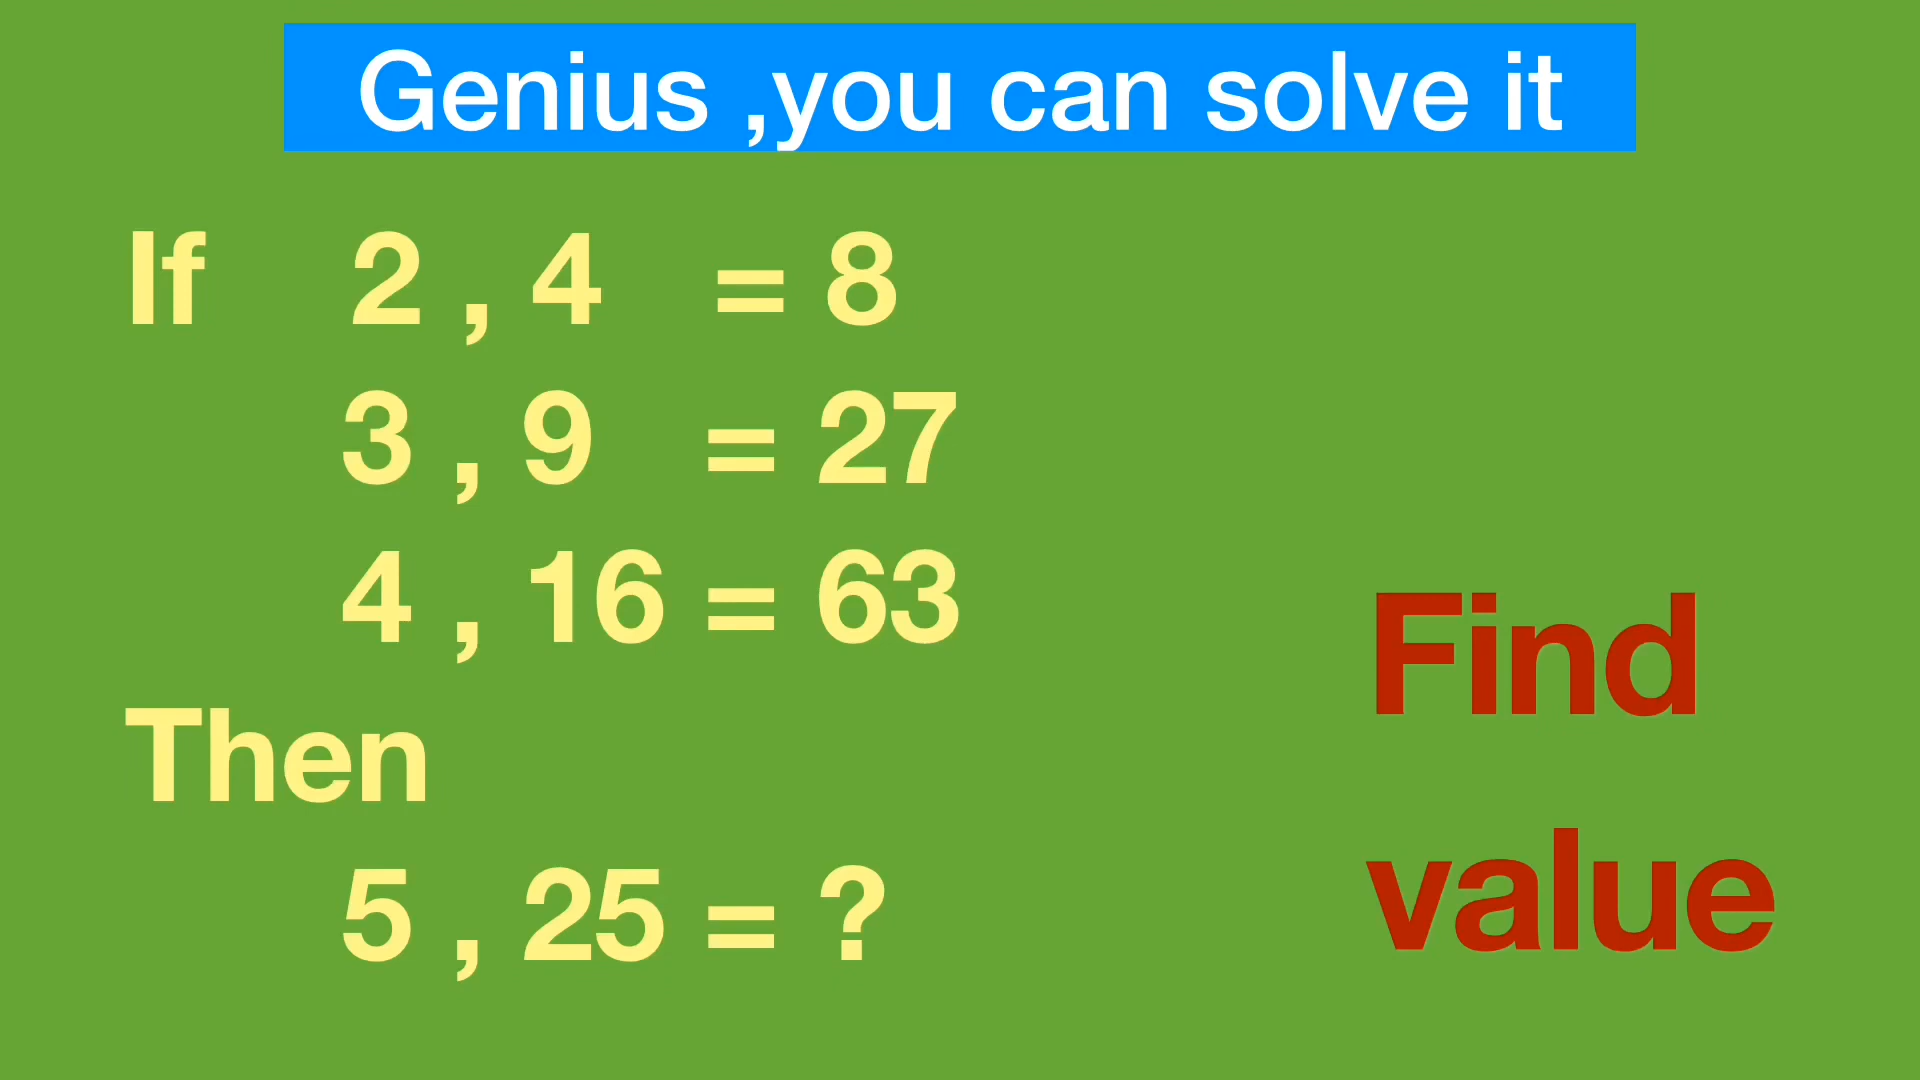 Genius ,you can solve it
If 2 , 4 = 8
3 , 9 = 27
4 , 16 = 63
Then
5 , 25 = ?
Find
value